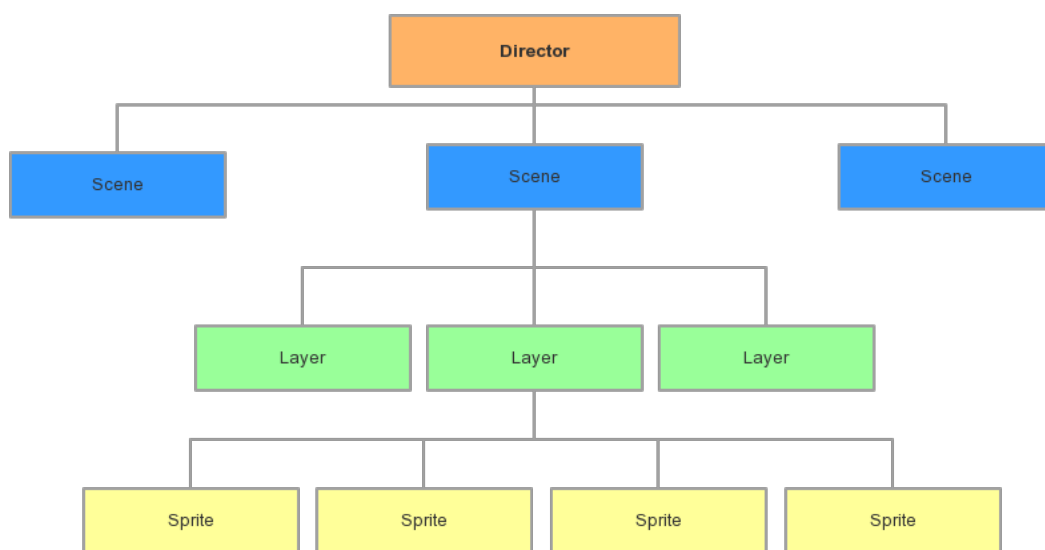 Director
Scene
Scene
Scene
Layer
Layer
Layer
Sprite
Sprite
Sprite
Sprite